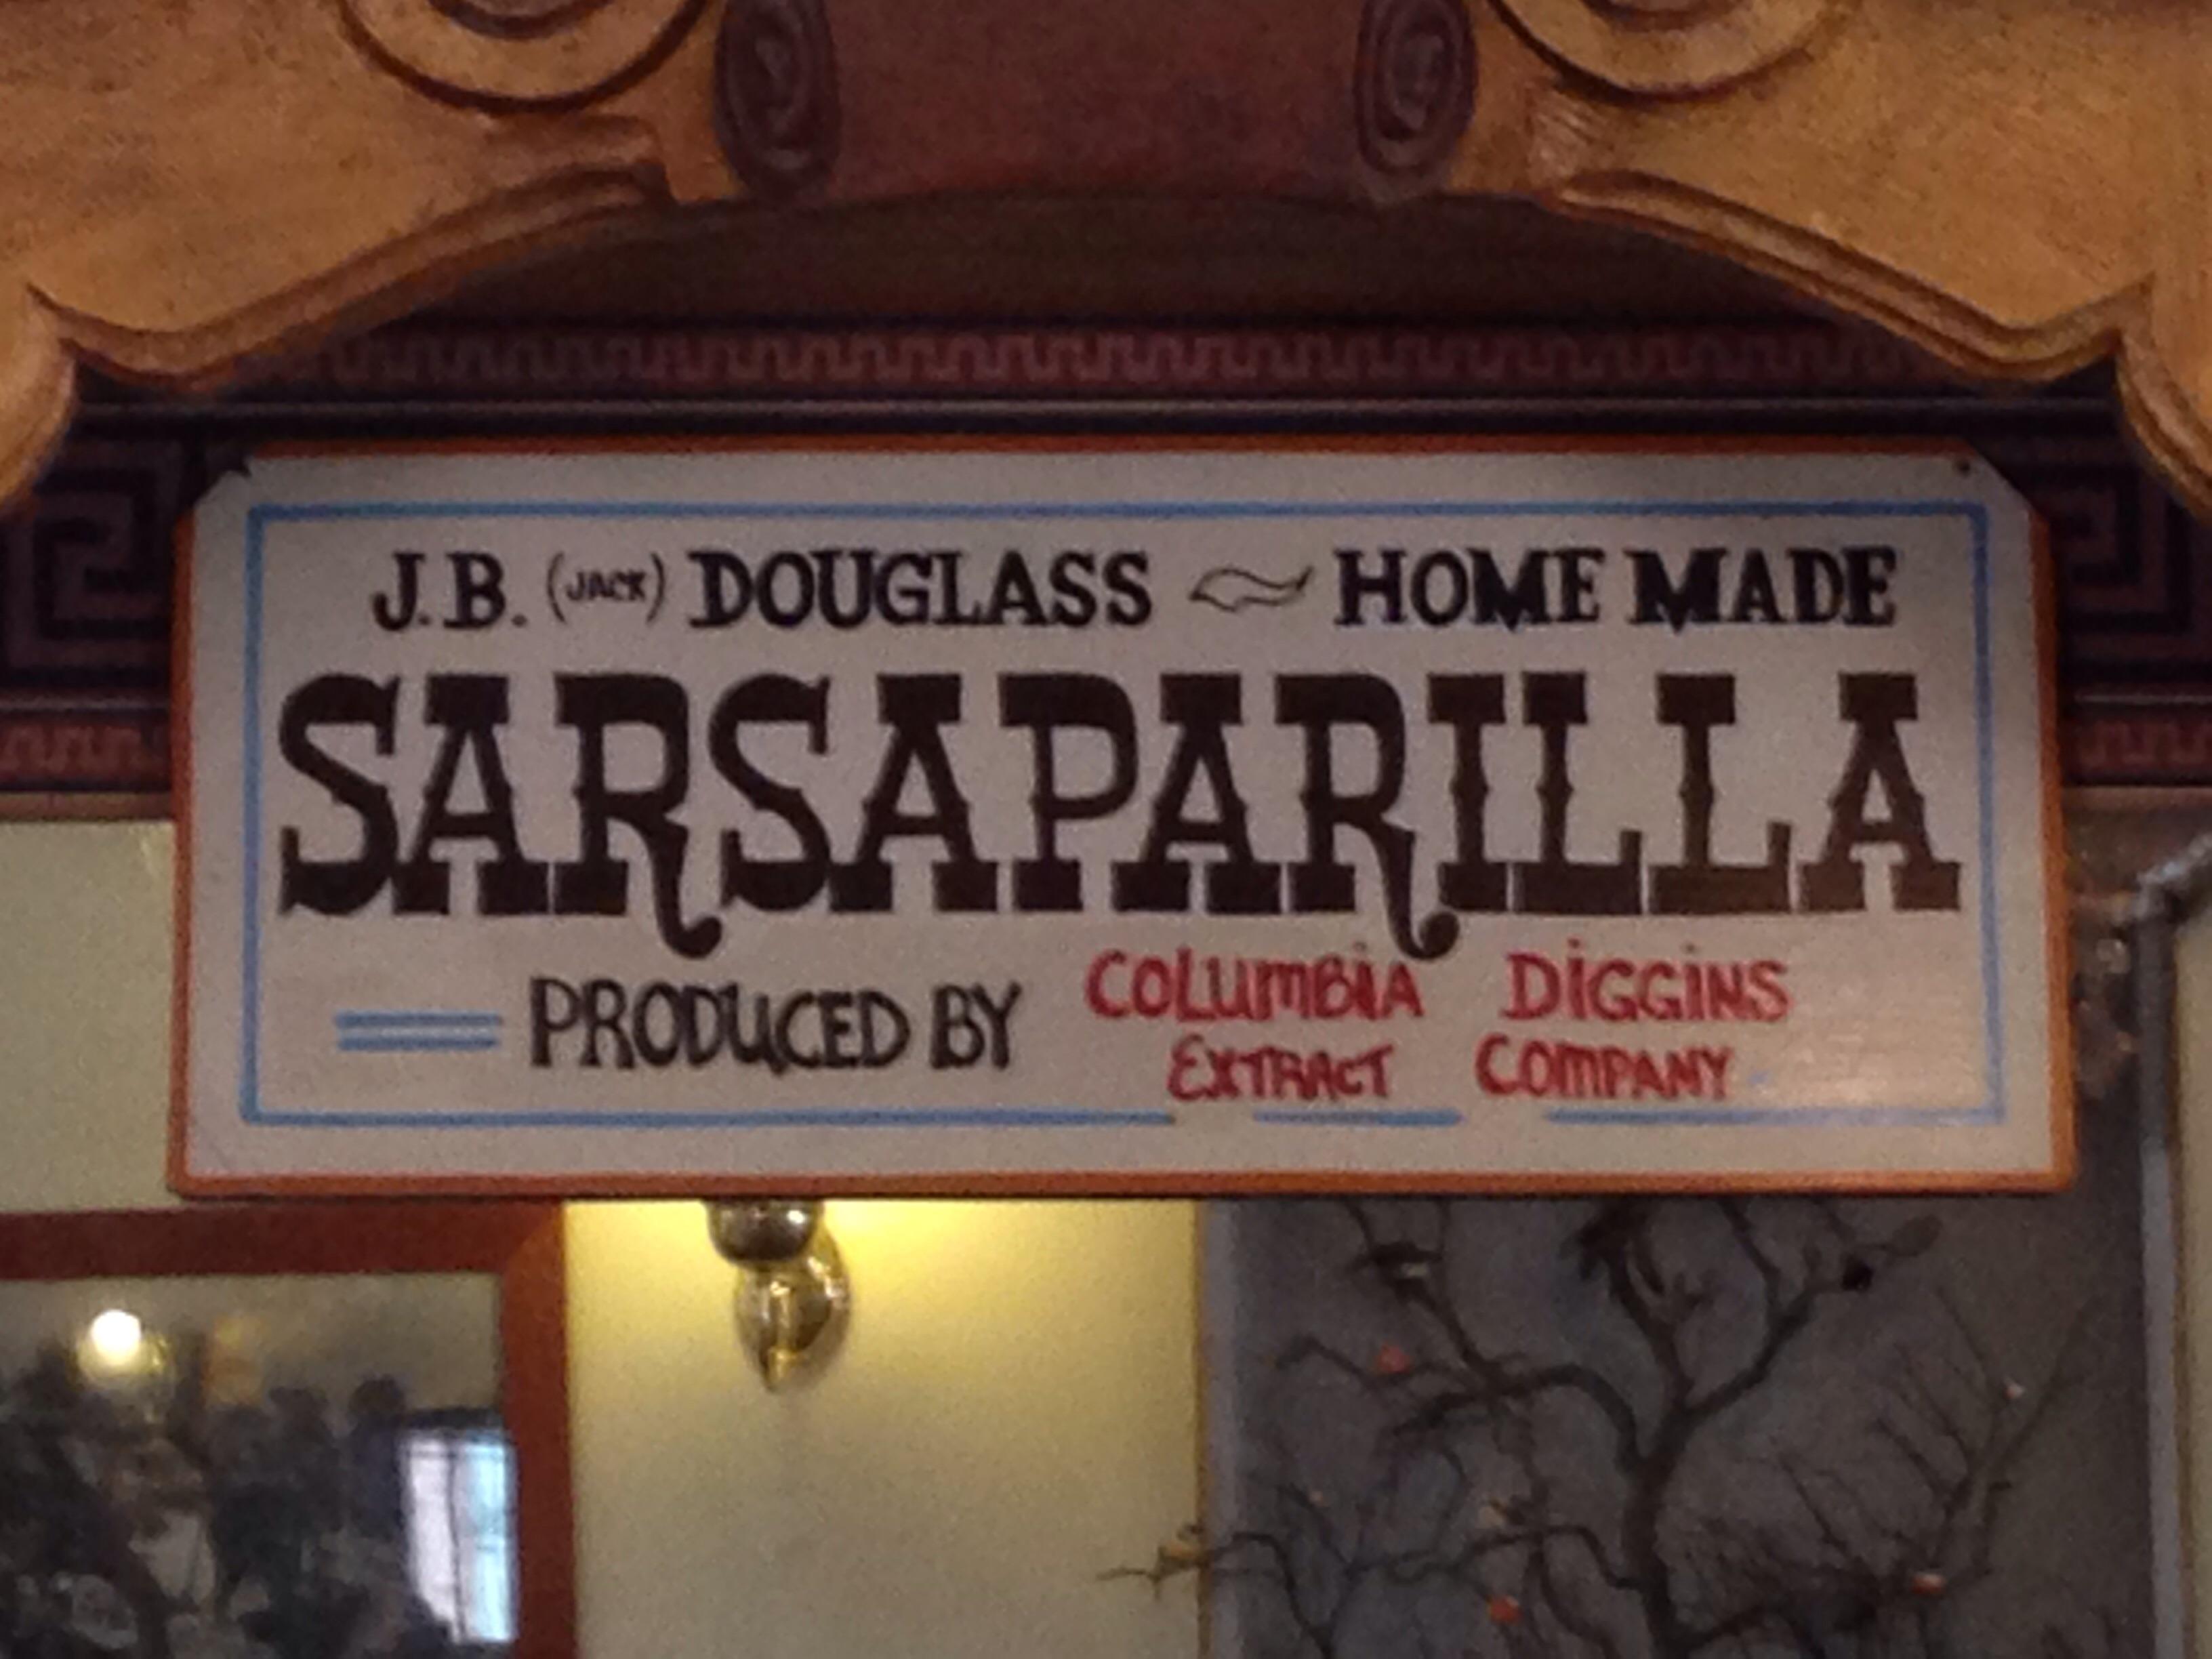 J.B. (JACK) DOUGLASS ~ HOME MADE
SARSAPARILLA
PRODUCED BY COLUMBIA DIGGINS
EXTRACT COMPANY